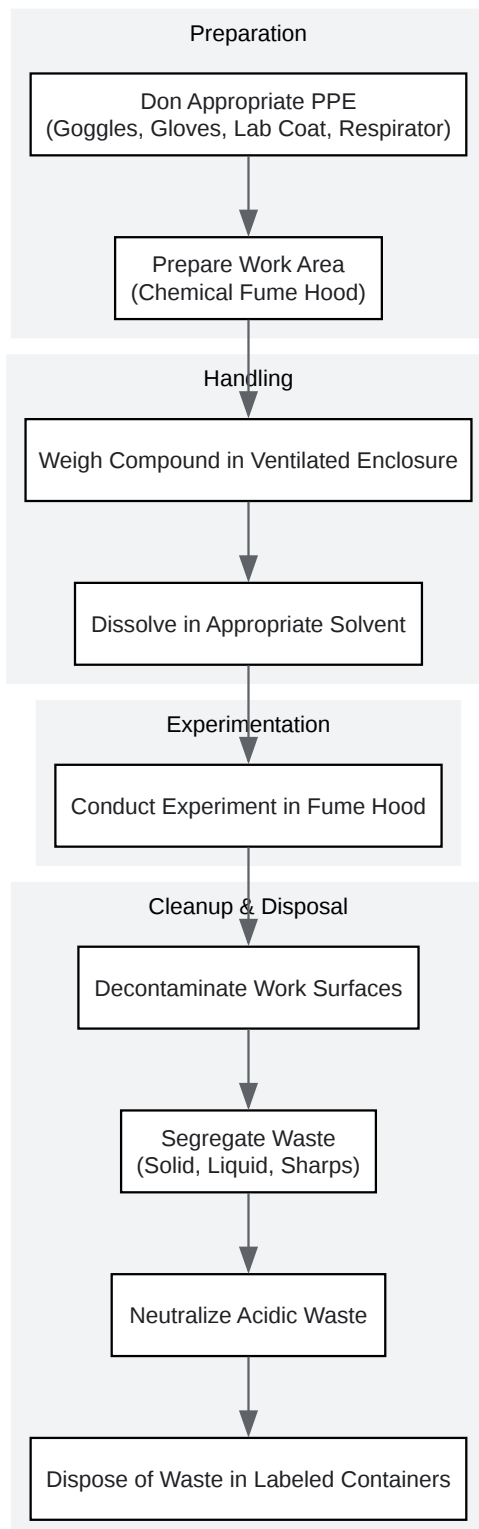 Preparation
Don Appropriate PPE
(Goggles, Gloves, Lab Coat, Respirator)
Prepare Work Area
(Chemical Fume Hood)
Handling
Weigh Compound in Ventilated Enclosure
Dissolve in Appropriate Solvent
Experimentation
Conduct Experiment in Fume Hood
Cleanup & Disposal
Decontaminate Work Surfaces
Segregate Waste
(Solid, Liquid, Sharps)
Neutralize Acidic Waste
Dispose of Waste in Labeled Containers